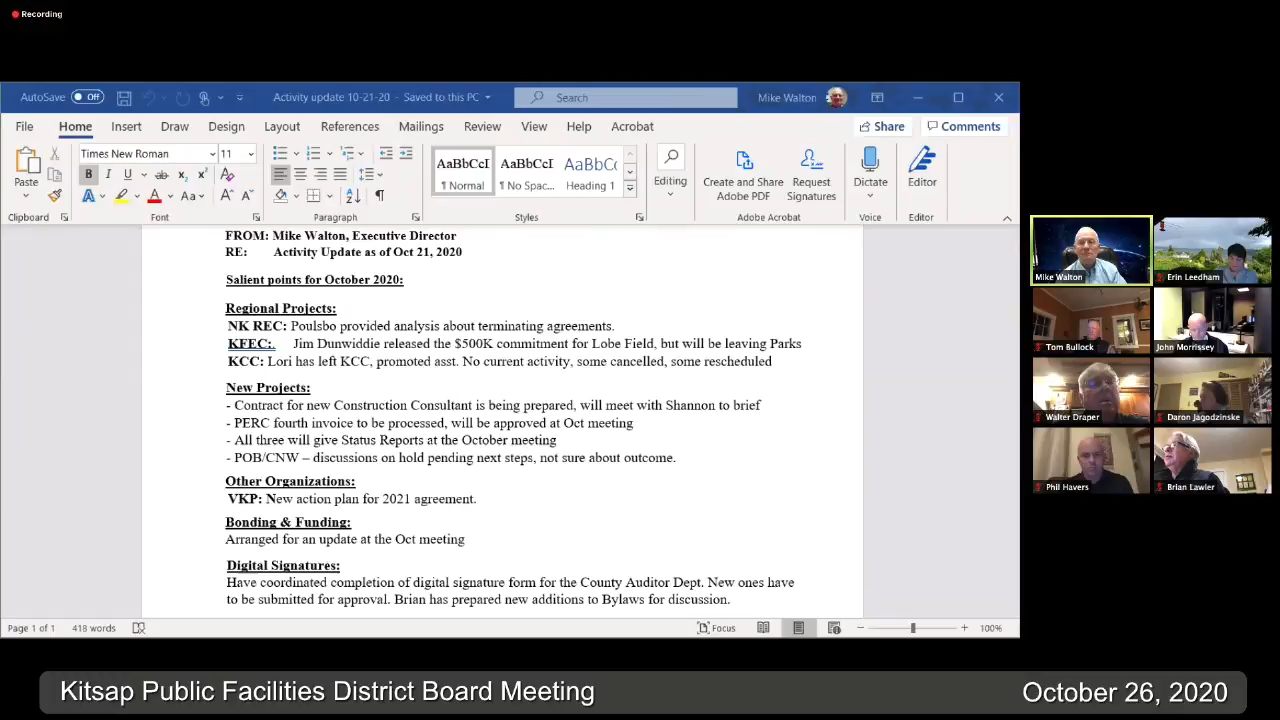 Recording
AutoSave Off
Activity update 10-21-20 - Saved to this PC
Search
Mike Walton
File Home Insert Draw Design Layout References Mailings Review View Help Acrobat
Share Comments
Times New Roman 11
Paste
B I U ab x₂ x²
A A Aa A A
Clipboard
Font
Paragraph
AaBbCcI AaBbCcI AaBbCc
¶ Normal ¶ No Spac... Heading 1
Styles
Editing
Create and Share Adobe PDF
Request Signatures
Adobe Acrobat
Dictate
Voice
Editor
Editor
FROM: Mike Walton, Executive Director
RE: Activity Update as of Oct 21, 2020
Salient points for October 2020:
Regional Projects:
NK REC: Poulsbo provided analysis about terminating agreements.
KFEC:. Jim Dunwiddie released the $500K commitment for Lobe Field, but will be leaving Parks
KCC: Lori has left KCC, promoted asst. No current activity, some cancelled, some rescheduled
New Projects:
- Contract for new Construction Consultant is being prepared, will meet with Shannon to brief
- PERC fourth invoice to be processed, will be approved at Oct meeting
- All three will give Status Reports at the October meeting
- POB/CNW – discussions on hold pending next steps, not sure about outcome.
Other Organizations:
VKP: New action plan for 2021 agreement.
Bonding & Funding:
Arranged for an update at the Oct meeting
Digital Signatures:
Have coordinated completion of digital signature form for the County Auditor Dept. New ones have
to be submitted for approval. Brian has prepared new additions to Bylaws for discussion.
Page 1 of 1 418 words
Focus
100%
Mike Walton
Erin Leedham
Tom Bullock
John Morrissey
Walter Draper
Daron Jagodzinske
Phil Havers
Brian Lawler
Kitsap Public Facilities District Board Meeting
October 26, 2020